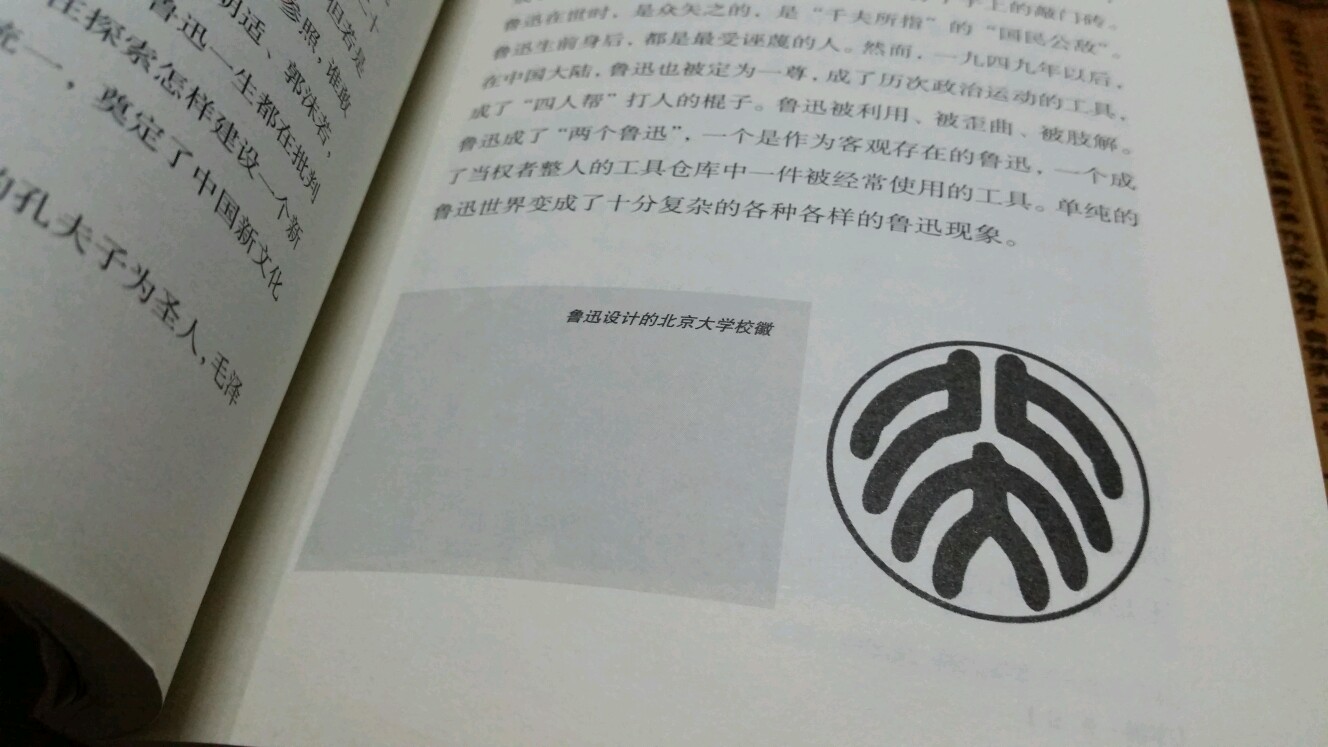 但若是
胡适、郭沫若，
参照，谁敢
鲁迅一生都在批判
在探索怎样建设一个新
充一，奠定了中国新文化
的孔夫子为圣人，毛泽
上的敲门砖。
鲁迅在世时，是众矢之的，是“千夫所指”的“国民公敌”。
鲁迅生前身后，都是最受诬蔑的人。然而，一九四九年以后，
在中国大陆，鲁迅也被定为一尊，成了历次政治运动的工具，
成了“四人帮”打人的棍子。鲁迅被利用、被歪曲、被肢解。
鲁迅成了“两个鲁迅”，一个是作为客观存在的鲁迅，一个成
了当权者整人的工具仓库中一件被经常使用的工具。单纯的
鲁迅世界变成了十分复杂的各种各样的鲁迅现象。
鲁迅设计的北京大学校徽
北大